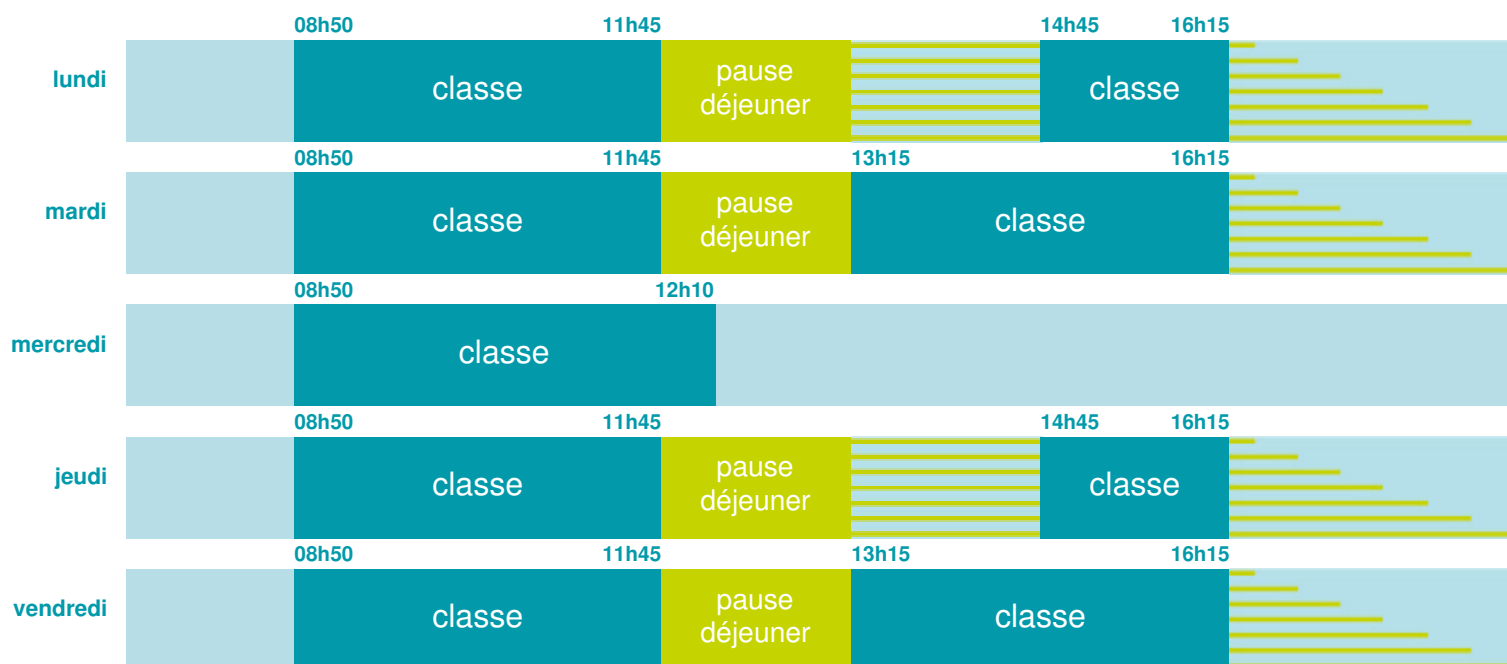 08h50 11h45 14h45 16h15
lundi classe pause déjeuner classe
08h50 11h45 13h15 16h15
mardi classe pause déjeuner classe
08h50 12h10
mercredi classe
08h50 11h45 14h45 16h15
jeudi classe pause déjeuner classe
08h50 11h45 13h15 16h15
vendredi classe pause déjeuner classe